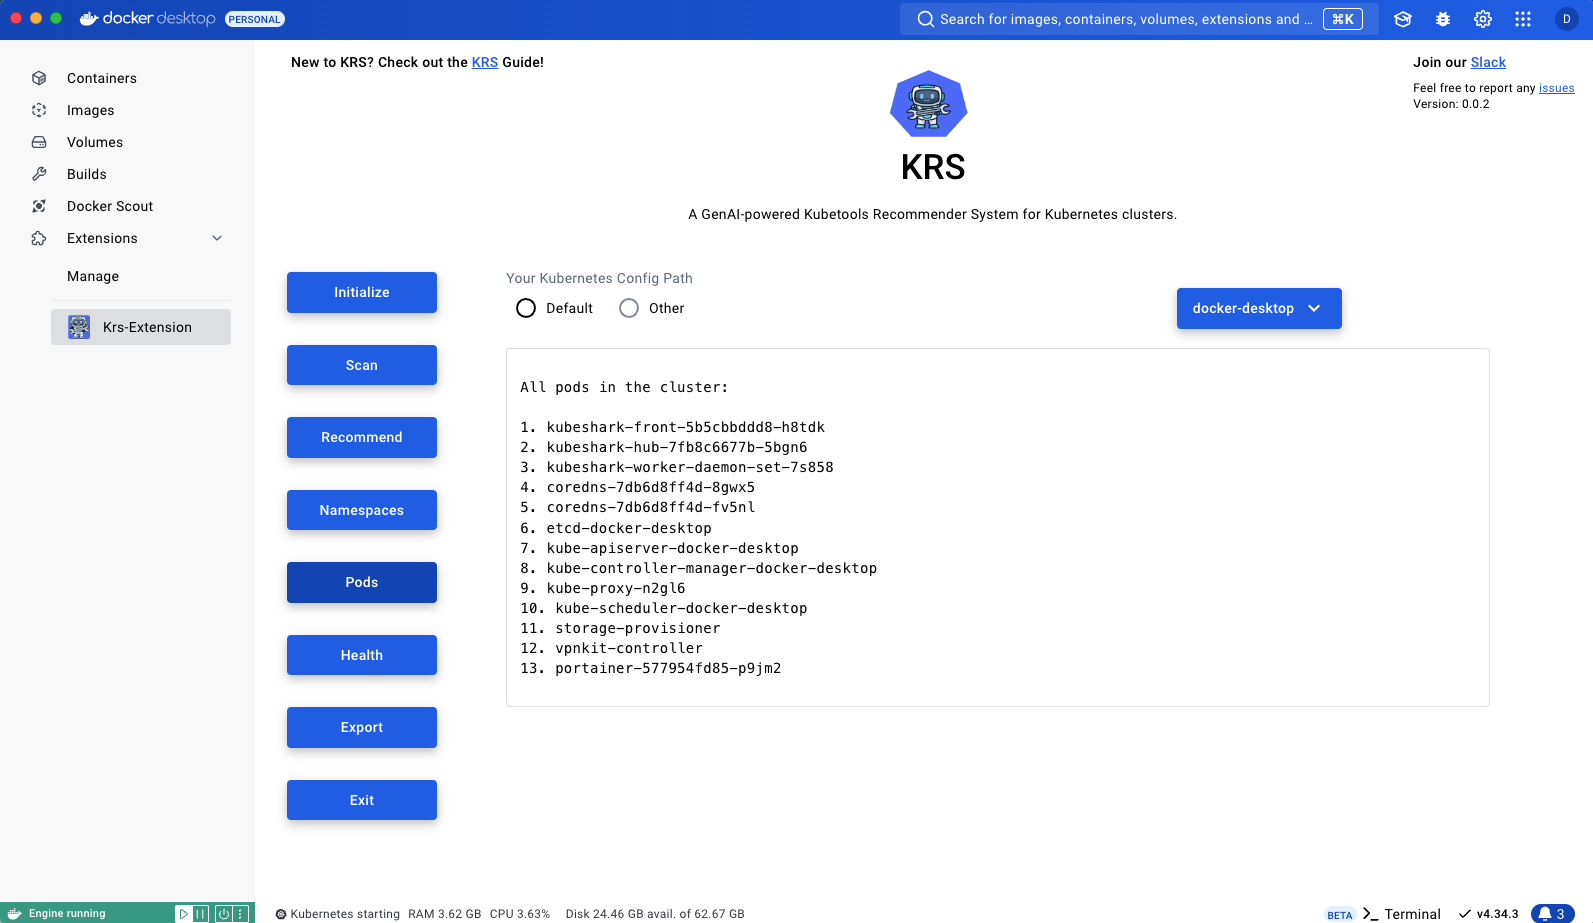 docker desktop PERSONAL
Search for images, containers, volumes, extensions and ... ⌘K
D
Containers
Images
Volumes
Builds
Docker Scout
Extensions
Manage
Krs-Extension
New to KRS? Check out the KRS Guide!
Join our Slack
Feel free to report any issues
Version: 0.0.2
KRS
A GenAI-powered Kubetools Recommender System for Kubernetes clusters.
Initialize
Scan
Recommend
Namespaces
Pods
Health
Export
Exit
Your Kubernetes Config Path
Default Other
docker-desktop
All pods in the cluster:
1. kubeshark-front-5b5cbbddd8-h8tdk
2. kubeshark-hub-7fb8c6677b-5bgn6
3. kubeshark-worker-daemon-set-7s858
4. coredns-7db6d8ff4d-8gwx5
5. coredns-7db6d8ff4d-fv5nl
6. etcd-docker-desktop
7. kube-apiserver-docker-desktop
8. kube-controller-manager-docker-desktop
9. kube-proxy-n2gl6
10. kube-scheduler-docker-desktop
11. storage-provisioner
12. vpnkit-controller
13. portainer-577954fd85-p9jm2
Engine running
Kubernetes starting RAM 3.62 GB CPU 3.63% Disk 24.46 GB avail. of 62.67 GB
BETA >_ Terminal ✓ v4.34.3 3